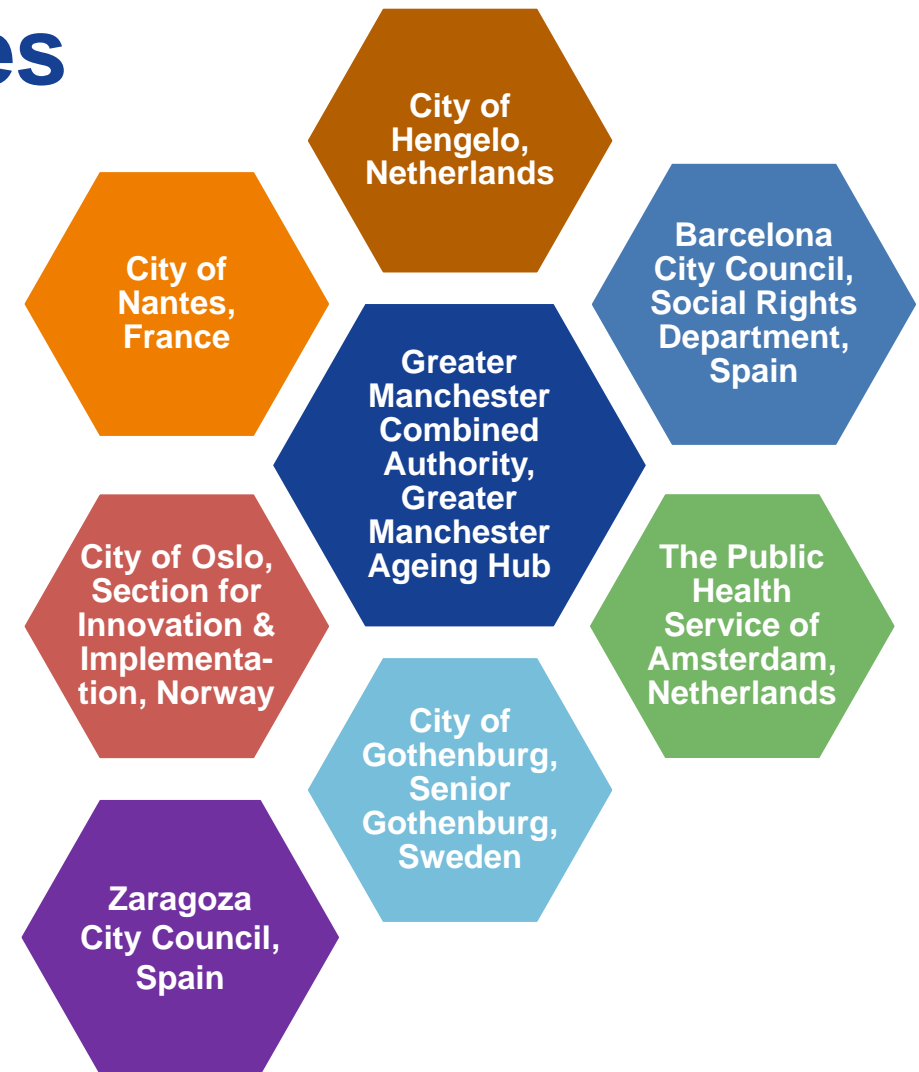 es
City of
Hengelo,
Netherlands
City of
Nantes,
France
Barcelona
City Council,
Social Rights
Department,
Spain
Greater
Manchester
Combined
Authority,
Greater
Manchester
Ageing Hub
City of Oslo,
Section for
Innovation &
Implementa-
tion, Norway
The Public
Health
Service of
Amsterdam,
Netherlands
City of
Gothenburg,
Senior
Gothenburg,
Sweden
Zaragoza
City Council,
Spain